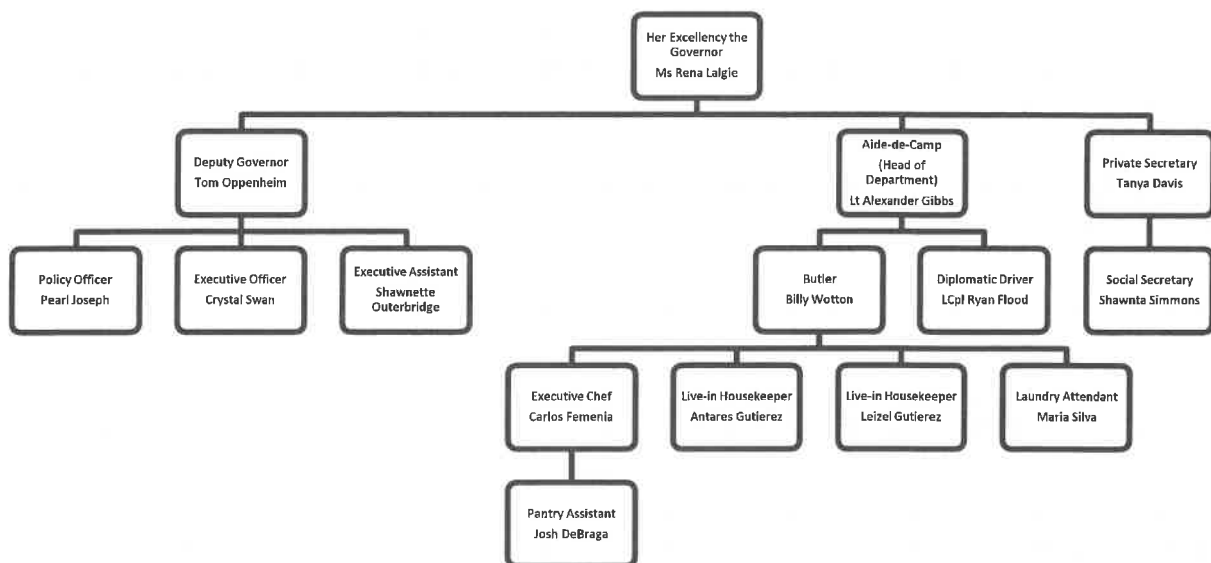 Her Excellency the
Governor
Ms Rena Lalgie
Deputy Governor
Tom Oppenheim
Aide-de-Camp
(Head of
Department)
Lt Alexander Gibbs
Private Secretary
Tanya Davis
Policy Officer
Pearl Joseph
Executive Officer
Crystal Swan
Executive Assistant
Shawnette
Outerbridge
Butler
Billy Wotton
Diplomatic Driver
LCpl Ryan Flood
Social Secretary
Shawnta Simmons
Executive Chef
Carlos Femenia
Live-in Housekeeper
Antares Gutierez
Live-in Housekeeper
Leizel Gutierez
Laundry Attendant
Maria Silva
Pantry Assistant
Josh DeBraga